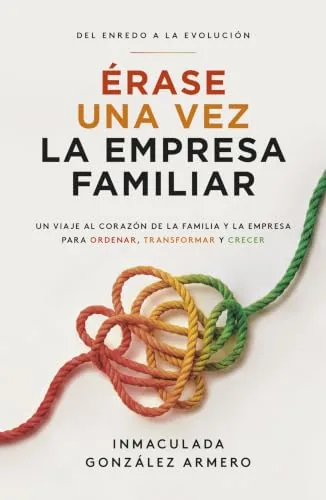 DEL ENREDO A LA EVOLUCIÓN
ÉRASE
UNA VEZ
LA EMPRESA
FAMILIAR
UN VIAJE AL CORAZÓN DE LA FAMILIA Y LA EMPRESA
PARA ORDENAR, TRANSFORMAR Y CRECER
INMACULADA
GONZÁLEZ ARMERO